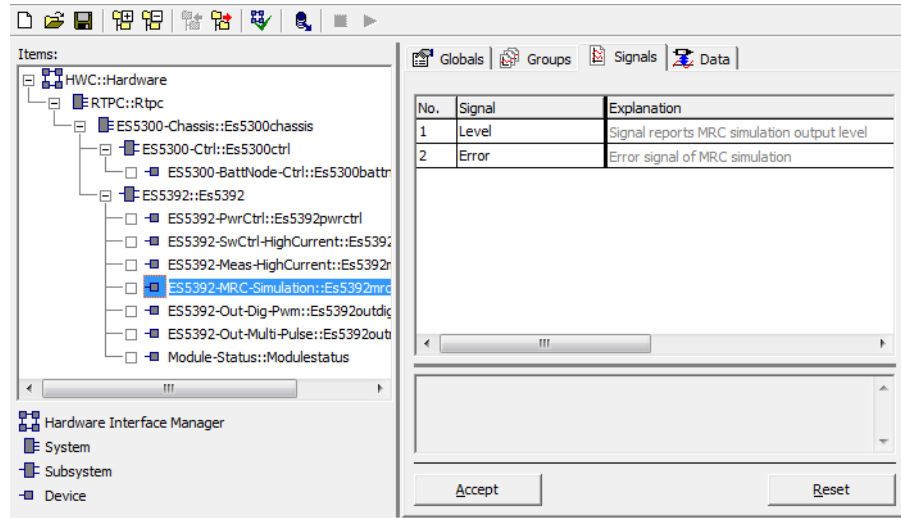 Items:
HWC::Hardware
RTPC::Rtpc
ES5300-Chassis::Es5300chassis
ES5300-Ctrl::Es5300ctrl
ES5300-BattNode-Ctrl::Es5300battn
ES5392::Es5392
ES5392-PwrCtrl::Es5392pwrctrl
ES5392-SwCtrl-HighCurrent::Es5392
ES5392-Meas-HighCurrent::Es5392m
ES5392-MRC-Simulation::Es5392mrc
ES5392-Out-Dig-Pwm::Es5392outdig
ES5392-Out-Multi-Pulse::Es5392outm
Module-Status::Modulestatus
Hardware Interface Manager
System
Subsystem
Device
Globals Groups Signals Data
No. Signal Explanation
1 Level Signal reports MRC simulation output level
2 Error Error signal of MRC simulation
Accept Reset